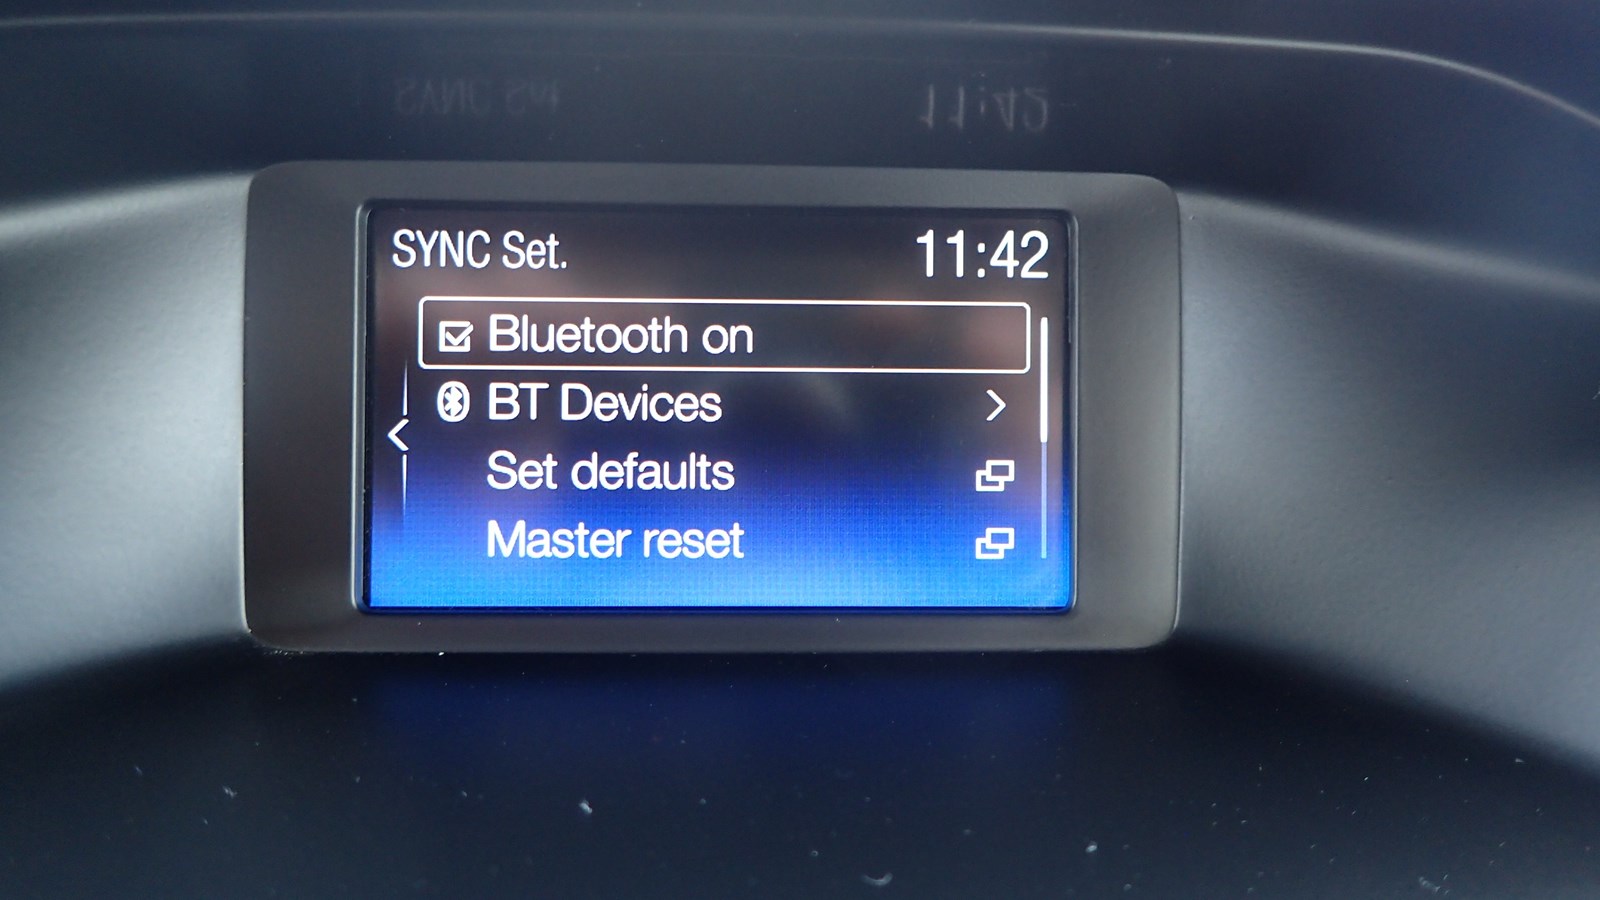 SYNC Set. 11:42
Bluetooth on
BT Devices
Set defaults
Master reset